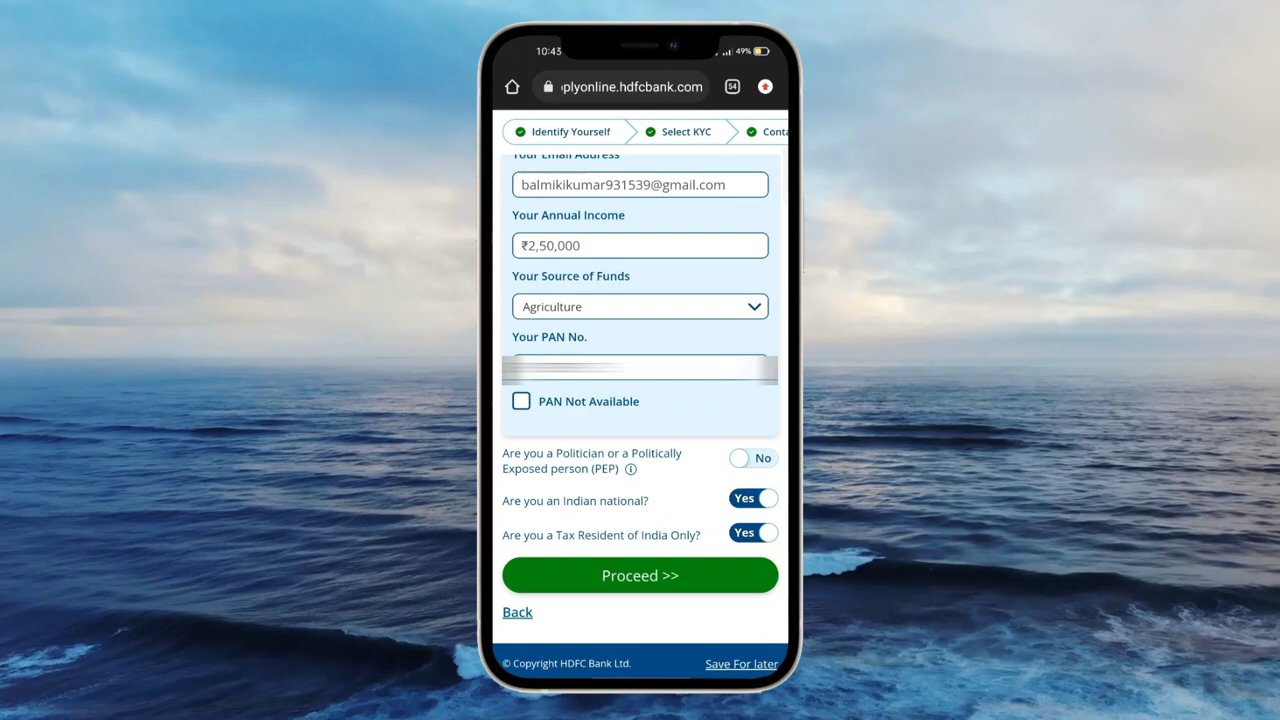 10:43
49%
plyonline.hdfcbank.com
54
Identify Yourself
Select KYC
Conta
Your Email Address
balmikikumar931539@gmail.com
Your Annual Income
₹2,50,000
Your Source of Funds
Agriculture
Your PAN No.
PAN Not Available
Are you a Politician or a Politically
Exposed person (PEP)
No
Are you an Indian national?
Yes
Are you a Tax Resident of India Only?
Yes
Proceed >>
Back
© Copyright HDFC Bank Ltd.
Save For later